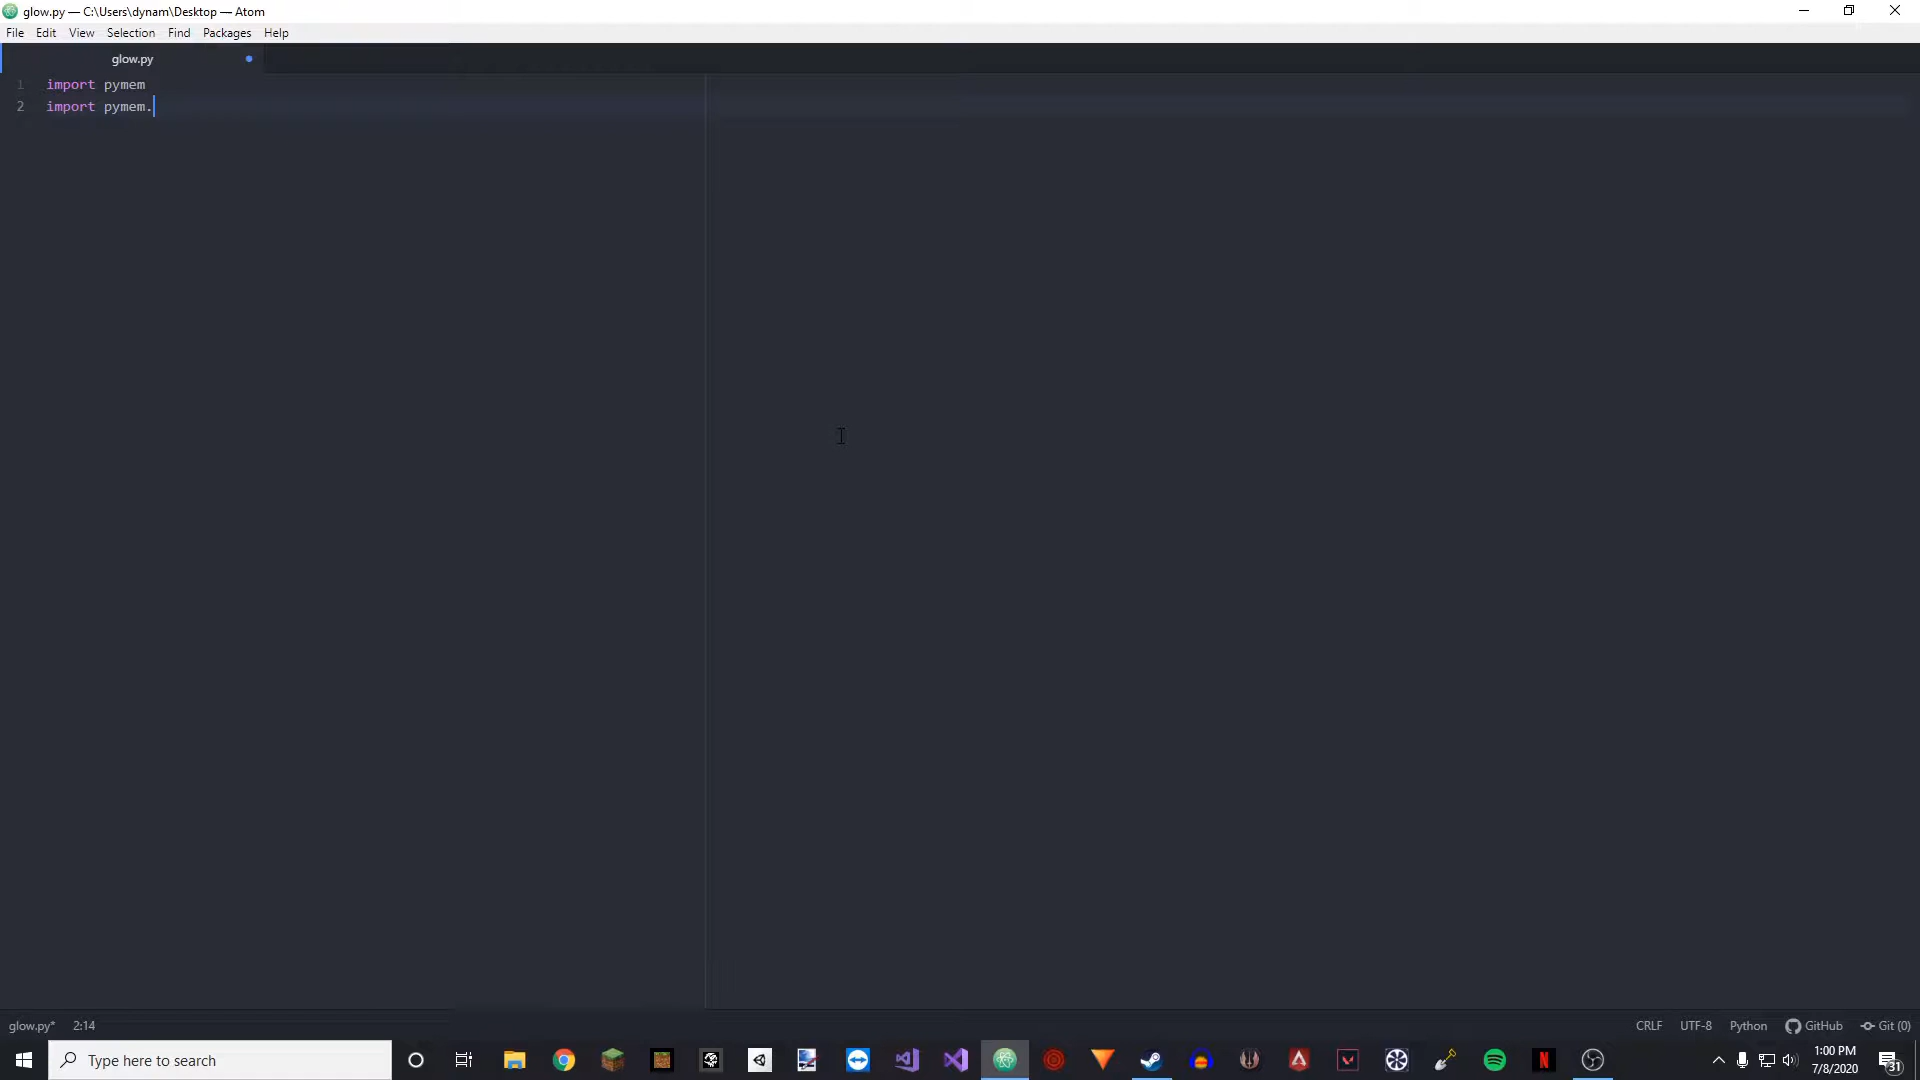 glow.py — C:\Users\dynam\Desktop — Atom
File Edit View Selection Find Packages Help
glow.py
1 import pymem
2 import pymem.
glow.py* 2:14 CRLF UTF-8 Python GitHub Git (0)
Type here to search
1:00 PM
7/8/2020
31